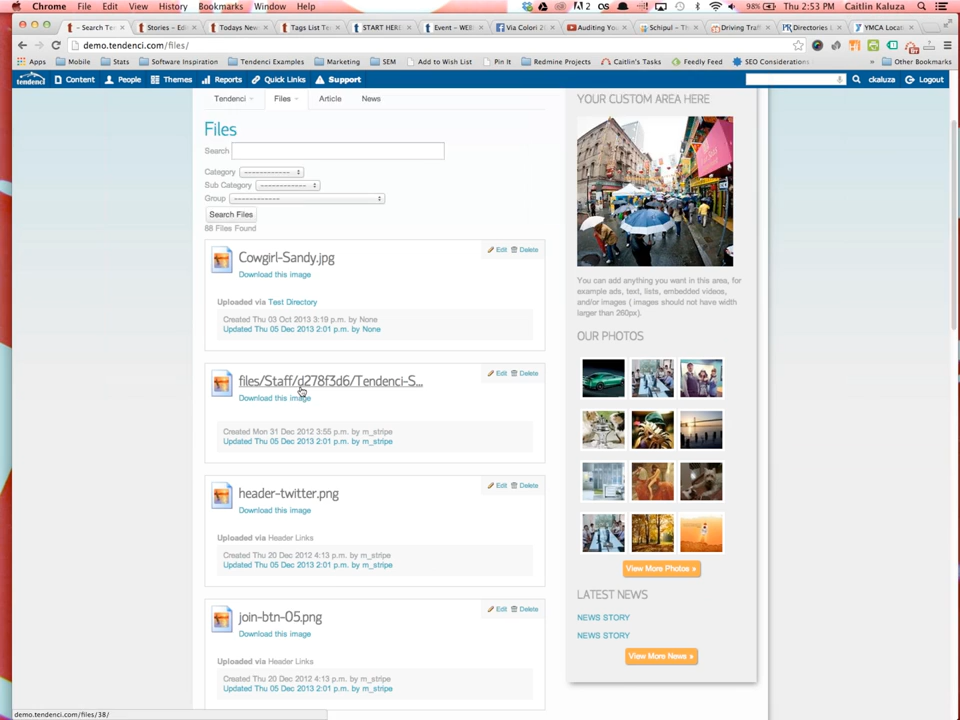 Chrome File Edit View History Bookmarks Window Help 98% Thu 2:53 PM Caitlin Kaluza
- Search Te Stories – Edi Todays New Tags List Te START HERE Event – WEB Via Colori 2 Auditing You Schipul – Th Driving Traf Directories YMCA Locat
demo.tendenci.com/files/
Apps Mobile Stats Software Inspiration Tendenci Examples Marketing SEM Add to Wish List Pin It Redmine Projects Caitlin's Tasks Feedly Feed SEO Considerations » Other Bookmarks
tendenci Content People Themes Reports Quick Links Support ckaluza Logout
Tendenci Files Article News
Files
Search
Category ------------
Sub Category ------------
Group ------------
Search Files
88 Files Found
Cowgirl-Sandy.jpg
Edit Delete
Download this image
Uploaded via Test Directory
Created Thu 03 Oct 2013 3:19 p.m. by None
Updated Thu 05 Dec 2013 2:01 p.m. by None
files/Staff/d278f3d6/Tendenci-S...
Edit Delete
Download this image
Created Mon 31 Dec 2012 3:55 p.m. by m_stripe
Updated Thu 05 Dec 2013 2:01 p.m. by m_stripe
header-twitter.png
Edit Delete
Download this image
Uploaded via Header Links
Created Thu 20 Dec 2012 4:13 p.m. by m_stripe
Updated Thu 05 Dec 2013 2:01 p.m. by m_stripe
join-btn-05.png
Edit Delete
Download this image
Uploaded via Header Links
Created Thu 20 Dec 2012 4:13 p.m. by m_stripe
Updated Thu 05 Dec 2013 2:01 p.m. by m_stripe
YOUR CUSTOM AREA HERE
You can add anything you want in this area, for
example ads, text, lists, embedded videos,
and/or images ( images should not have width
larger than 260px).
OUR PHOTOS
View More Photos »
LATEST NEWS
NEWS STORY
NEWS STORY
View More News »
demo.tendenci.com/files/38/